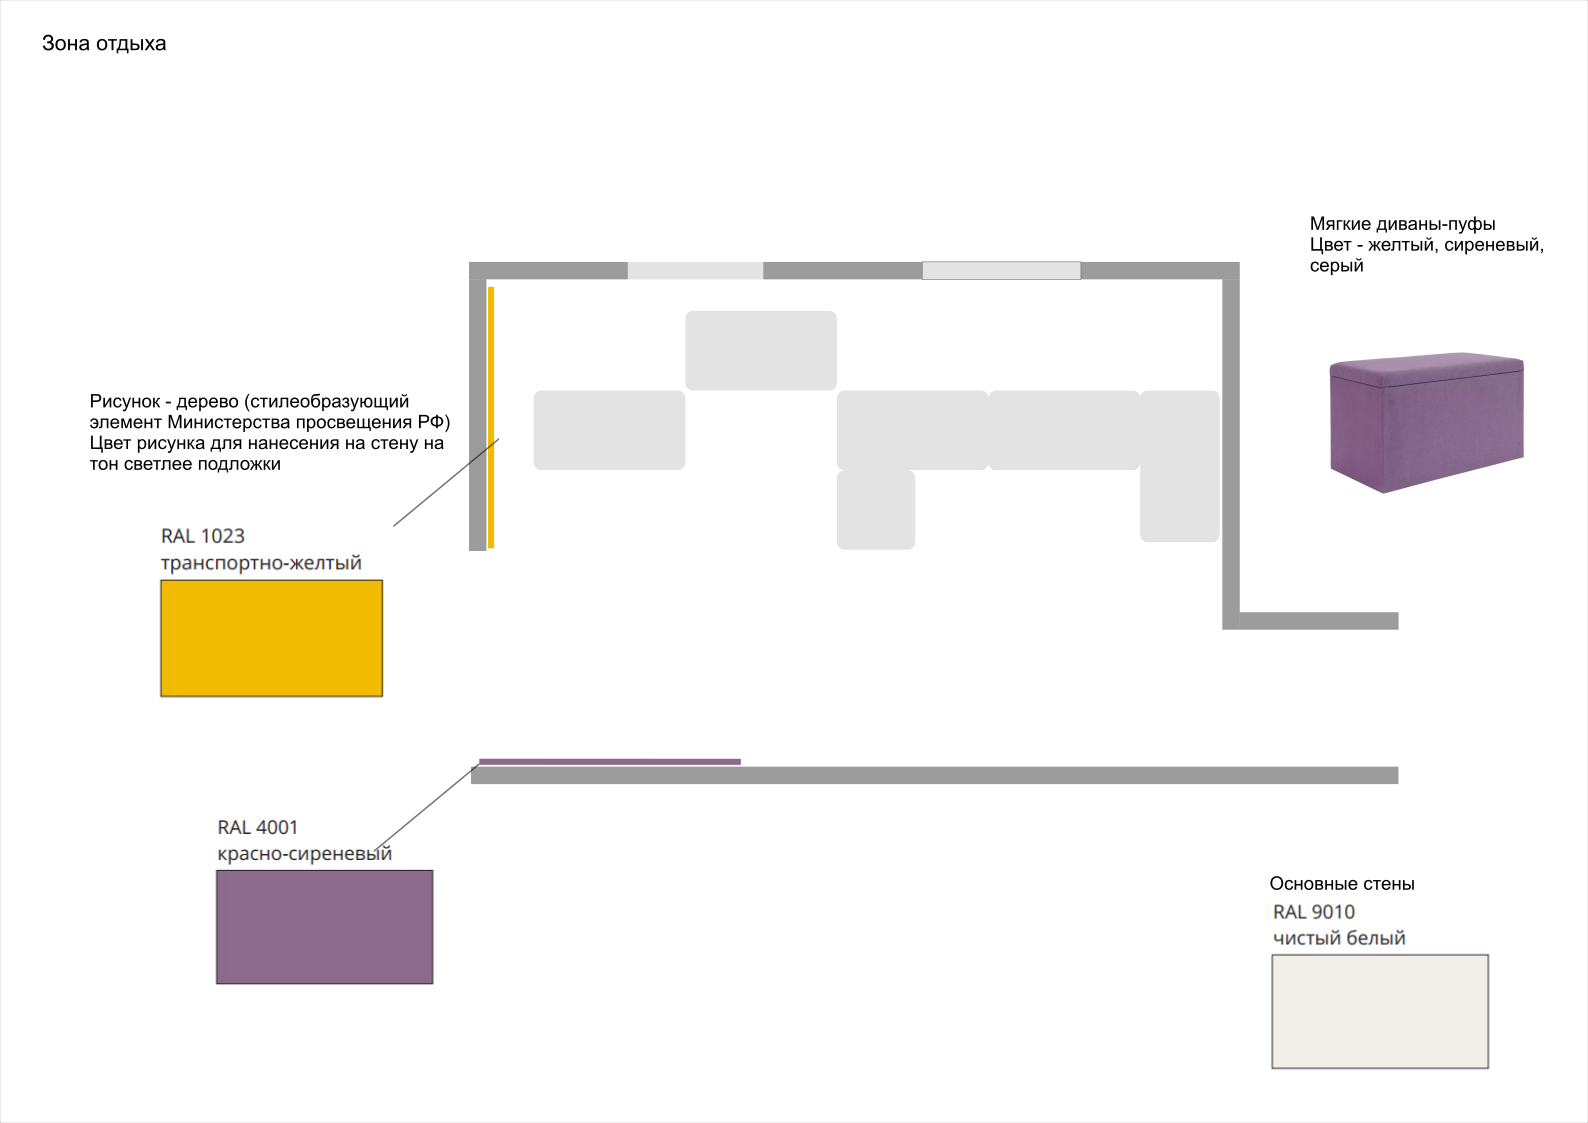 Зона отдыха
Мягкие диваны-пуфы
Цвет - желтый, сиреневый,
серый
Рисунок - дерево (стилеобразующий
элемент Министерства просвещения РФ)
Цвет рисунка для нанесения на стену на
тон светлее подложки
RAL 1023
транспортно-желтый
RAL 4001
красно-сиреневый
Основные стены
RAL 9010
чистый белый